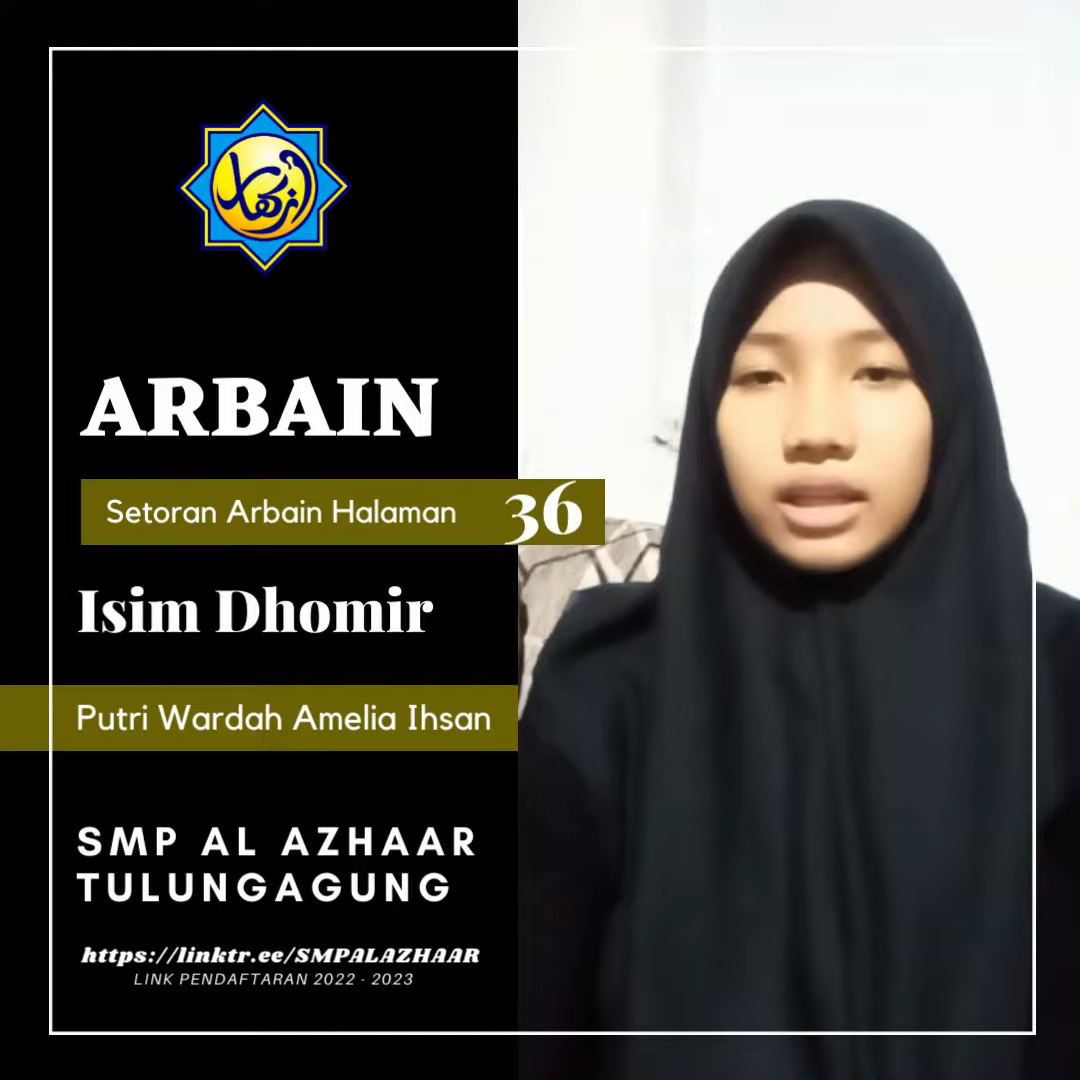 أزهار
ARBAIN
Setoran Arbain Halaman 36
Isim Dhomir
Putri Wardah Amelia Ihsan
SMP AL AZHAAR
TULUNGAGUNG
https://linktr.ee/SMPALAZHAAR
LINK PENDAFTARAN 2022 - 2023